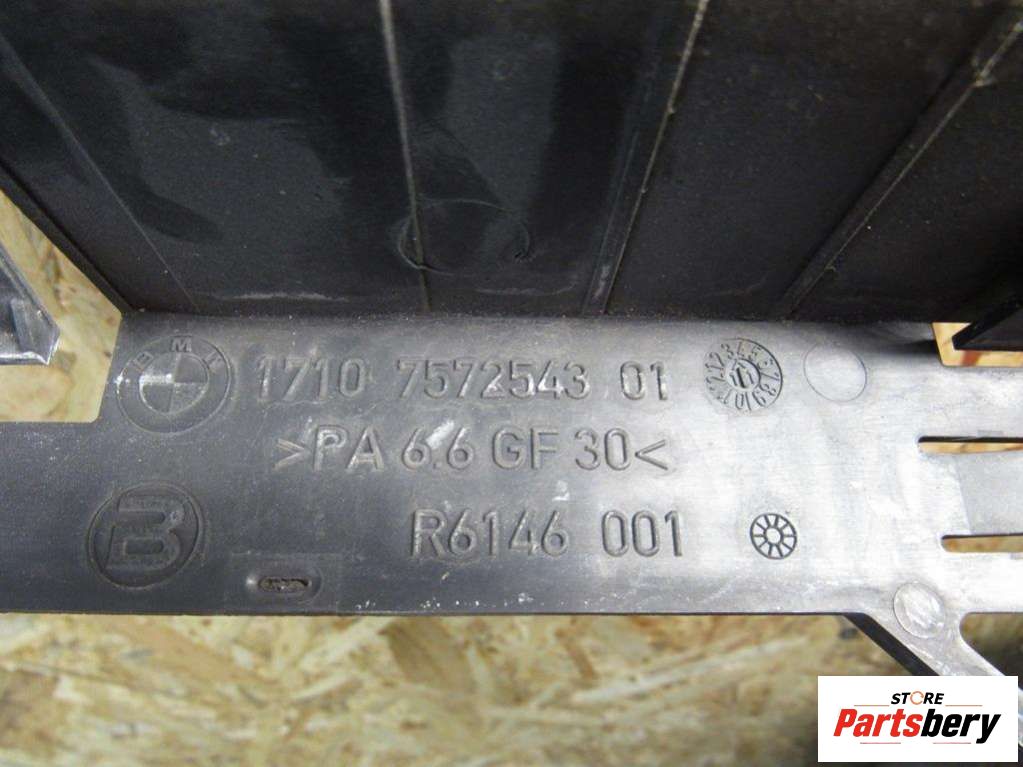 BMW 1710 7572543 01
>PA 6.6 GF 30<
B R6146 001
STORE
Partsbery